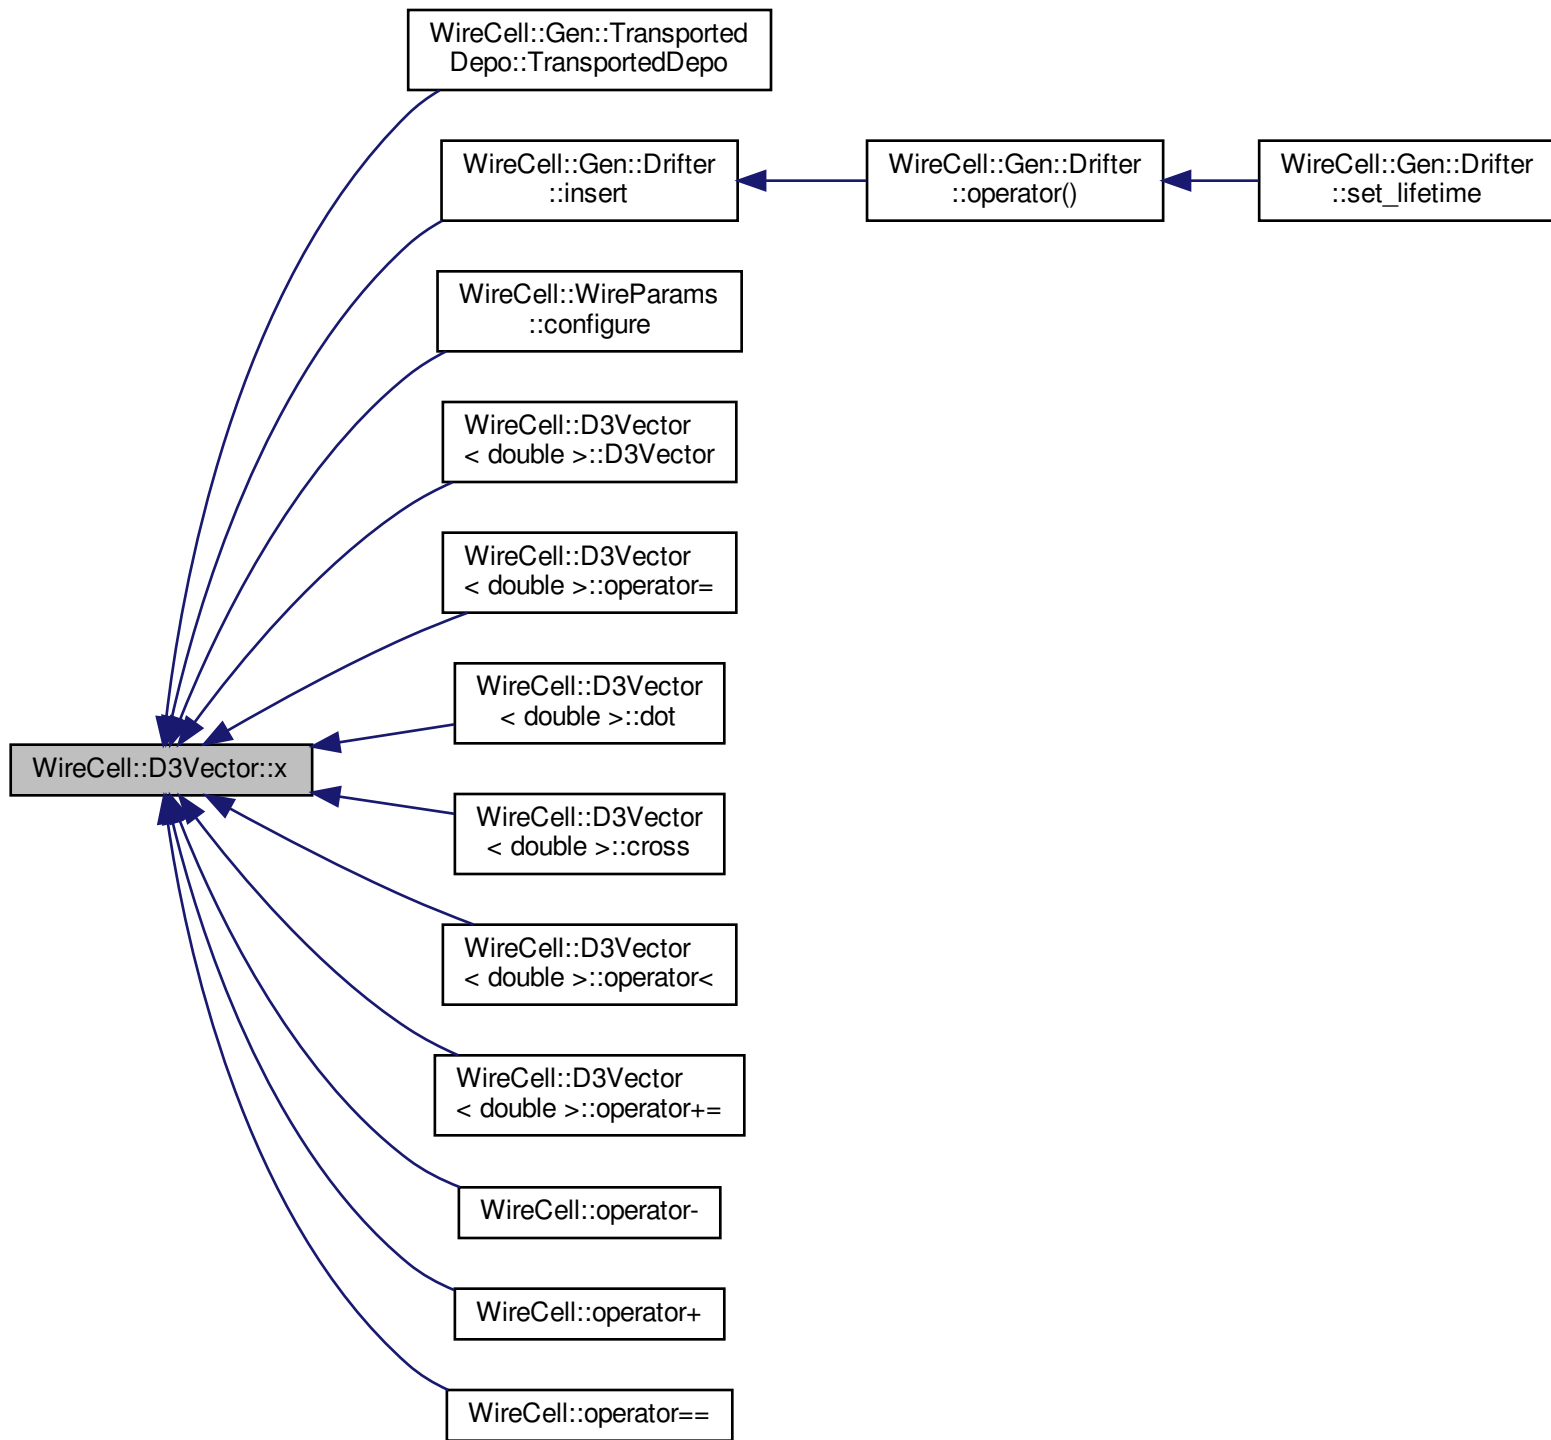 WireCell::Gen::Transported
Depo::TransportedDepo
WireCell::Gen::Drifter
::insert
WireCell::Gen::Drifter
::operator()
WireCell::Gen::Drifter
::set_lifetime
WireCell::WireParams
::configure
WireCell::D3Vector
< double >::D3Vector
WireCell::D3Vector
< double >::operator=
WireCell::D3Vector
< double >::dot
WireCell::D3Vector::x
WireCell::D3Vector
< double >::cross
WireCell::D3Vector
< double >::operator<
WireCell::D3Vector
< double >::operator+=
WireCell::operator-
WireCell::operator+
WireCell::operator==